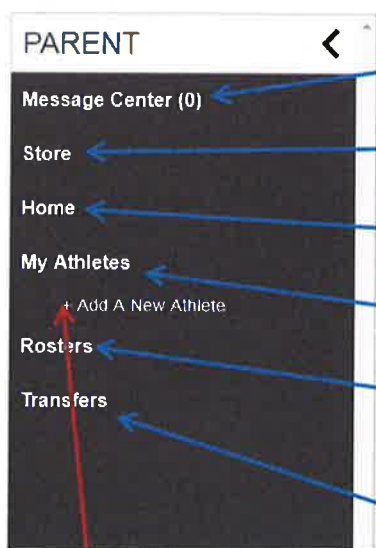 PARENT
Message Center (0)
Store
Home
My Athletes
+ Add A New Athlete
Rosters
Transfers